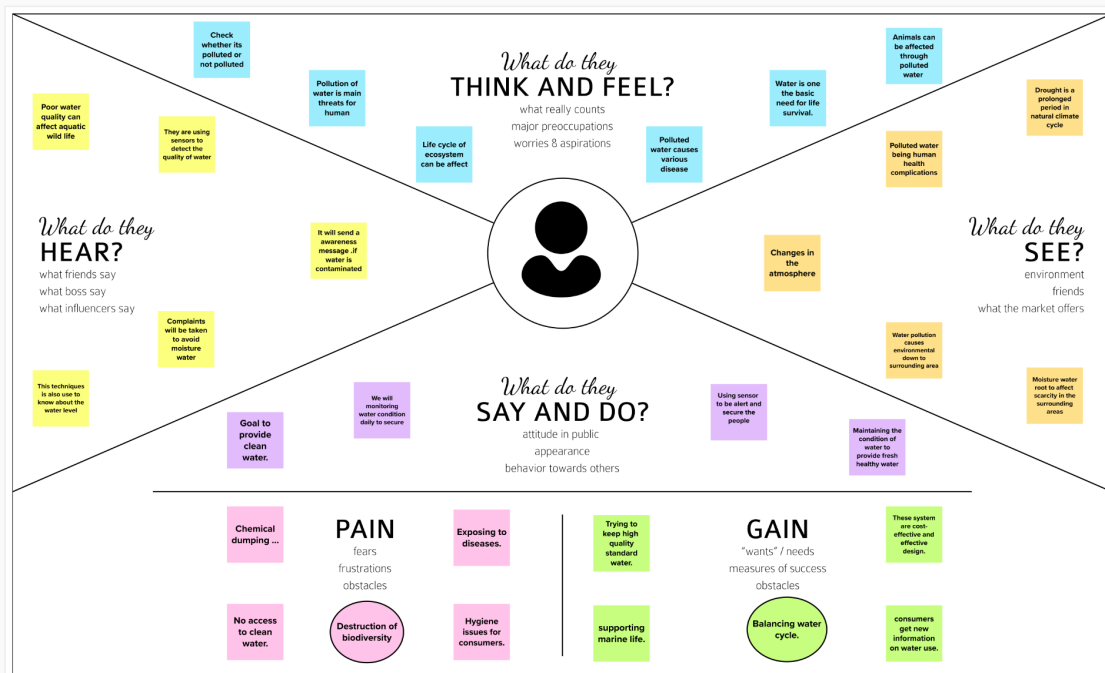 What do they
THINK AND FEEL?
what really counts
major preoccupations
worries & aspirations
Check
whether its
polluted or
not polluted
Pollution of
water is main
threats for
human
Life cycle of
ecosystem
can be affect
Polluted
water causes
various
disease
Water is one
the basic
need for life
survival.
Animals can
be affected
through
polluted
water
What do they
HEAR?
what friends say
what boss say
what influencers say
Poor water
quality can
affect aquatic
wild life
They are using
sensors to
detect the
quality of water
It will send a
awareness
message .if
water is
contaminated
Complaints
will be taken
to avoid
moisture
water
This techniques
is also use to
know about the
water level
What do they
SEE?
environment
friends
what the market offers
Drought is a
prolonged
period in
natural climate
cycle
Polluted water
being human
health
complications
Changes in
the
atmosphere
Water pollution
causes
environmental
down to
surrounding area
Moisture water
root to affect
scarcity in the
surrounding
areas
What do they
SAY AND DO?
attitude in public
appearance
behavior towards others
Goal to
provide
clean
water.
We will
monitoring
water condition
daily to secure
Using sensor
to be alert and
secure the
people
Maintaining the
condition of
water to
provide fresh
healthy water
PAIN
fears
frustrations
obstacles
Chemical
dumping ...
Exposing to
diseases.
No access
to clean
water.
Destruction of
biodiversity
Hygiene
issues for
consumers.
GAIN
"wants" / needs
measures of success
obstacles
Trying to
keep high
quality
standard
water.
These system
are cost-
effective and
effective
design.
supporting
marine life.
Balancing water
cycle.
consumers
get new
information
on water use.